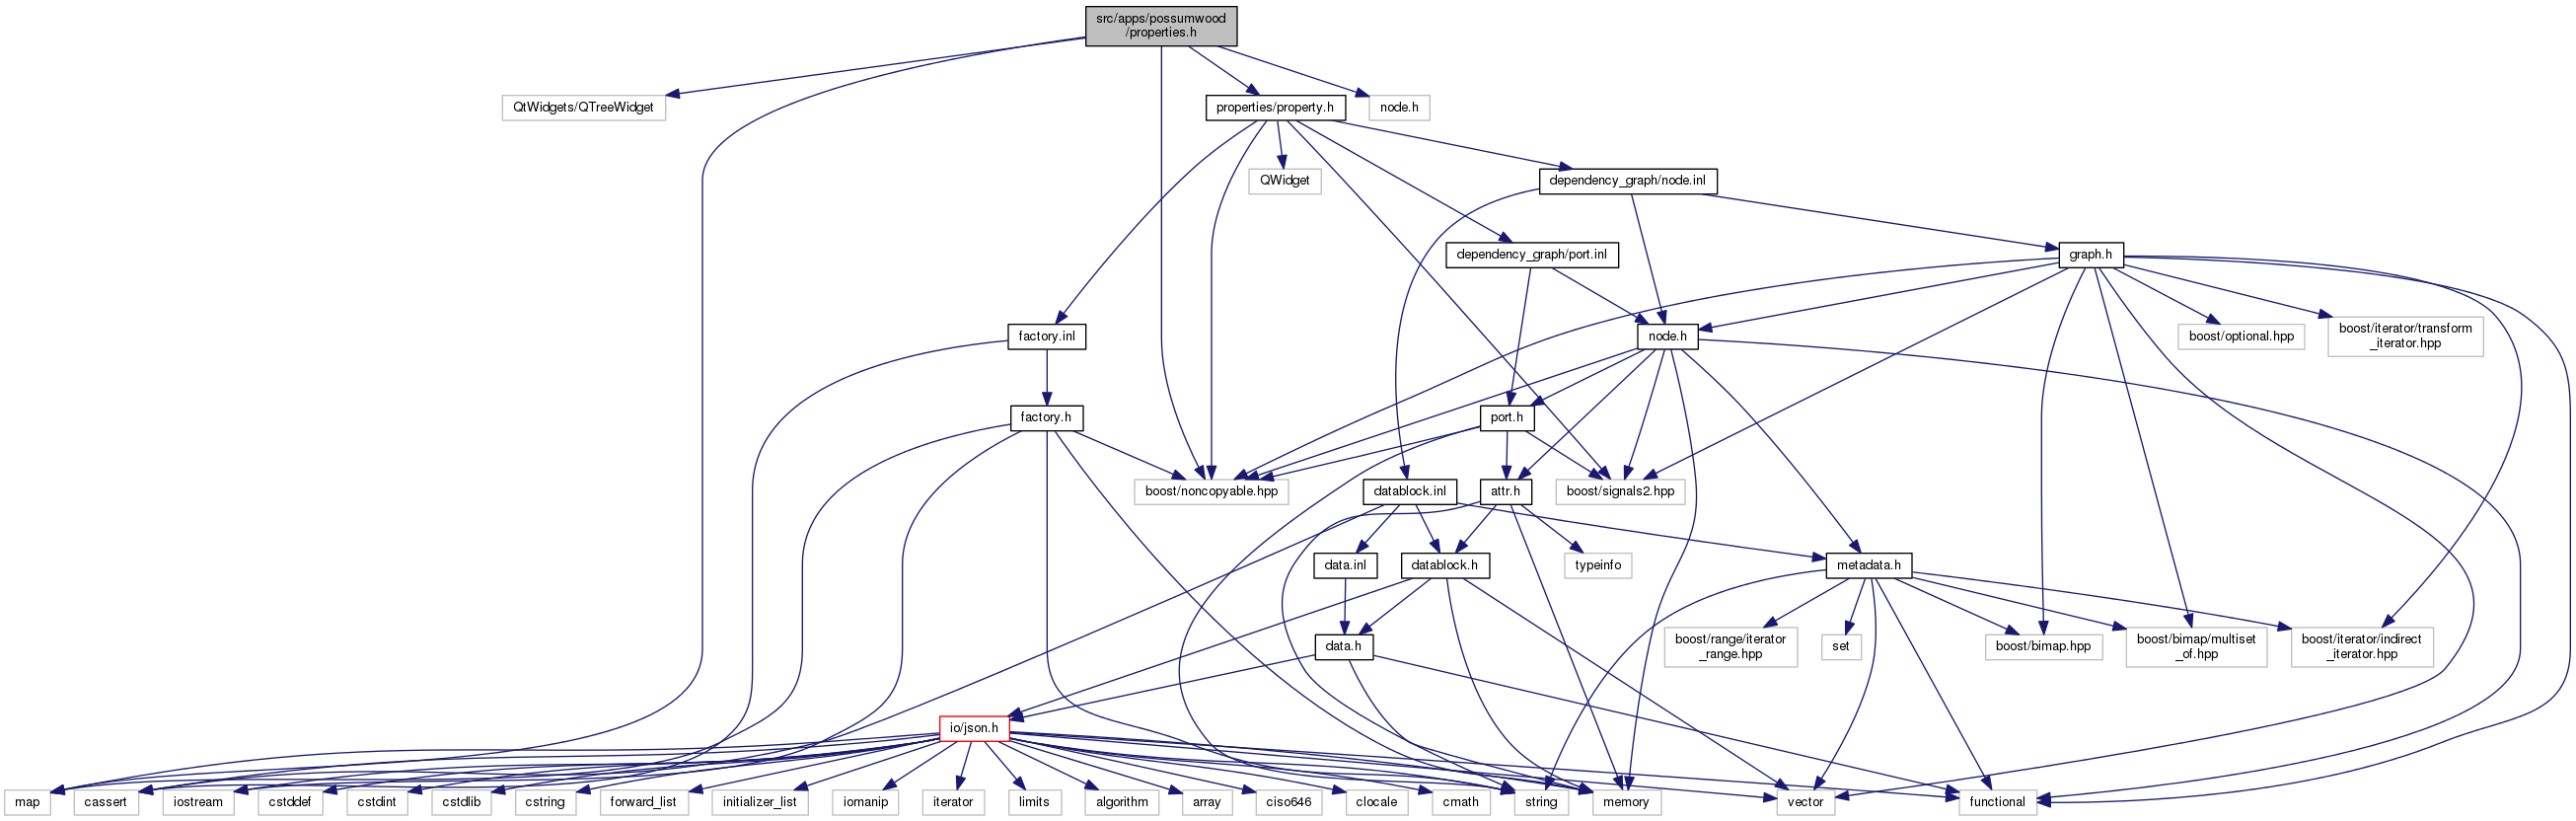 src/apps/possumwood
/properties.h
QtWidgets/QTreeWidget
properties/property.h
node.h
QWidget
dependency_graph/node.inl
dependency_graph/port.inl
graph.h
factory.inl
node.h
boost/optional.hpp
boost/iterator/transform
_iterator.hpp
factory.h
port.h
boost/noncopyable.hpp
datablock.inl
attr.h
boost/signals2.hpp
data.inl
datablock.h
typeinfo
metadata.h
data.h
boost/range/iterator
_range.hpp
set
boost/bimap.hpp
boost/bimap/multiset
_of.hpp
boost/iterator/indirect
_iterator.hpp
io/json.h
map
cassert
iostream
cstddef
cstdint
cstdlib
cstring
forward_list
initializer_list
iomanip
iterator
limits
algorithm
array
ciso646
clocale
cmath
string
memory
vector
functional